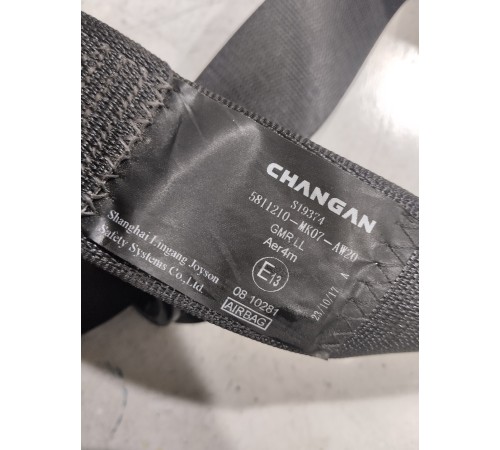 CHANGAN
S19374
5811210-MK07-AW20
GMR LL
Aer4m
E13
08 10281
AIRBAG
23/10/17 A
Shanghai Lingang Joyson
Safety Systems Co.,Ltd.